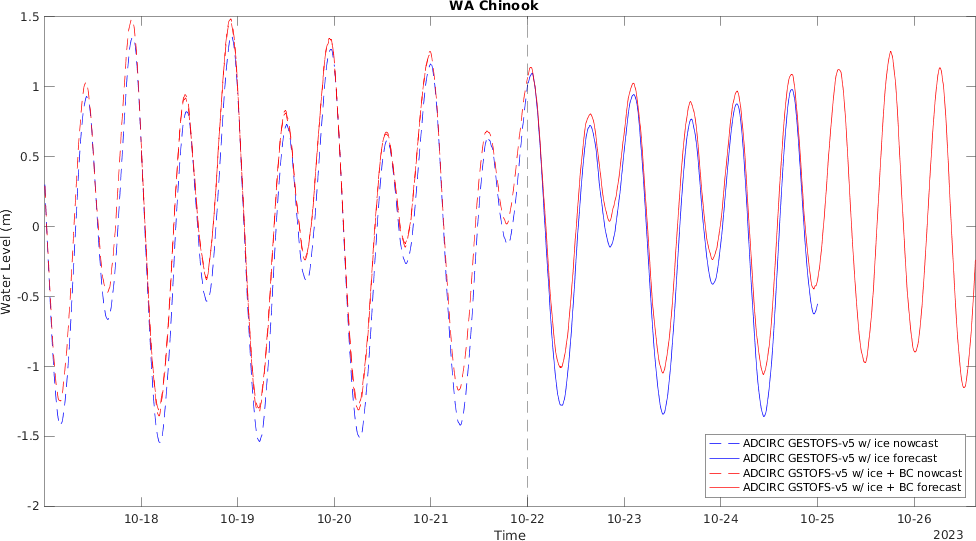 WA Chinook
1.5
1
0.5
0
-0.5
-1
-1.5
-2
Water Level (m)
10-18 10-19 10-20 10-21 10-22 10-23 10-24 10-25 10-26
Time
2023
ADCIRC GESTOFS-v5 w/ ice nowcast
ADCIRC GESTOFS-v5 w/ ice forecast
ADCIRC GSTOFS-v5 w/ ice + BC nowcast
ADCIRC GSTOFS-v5 w/ ice + BC forecast